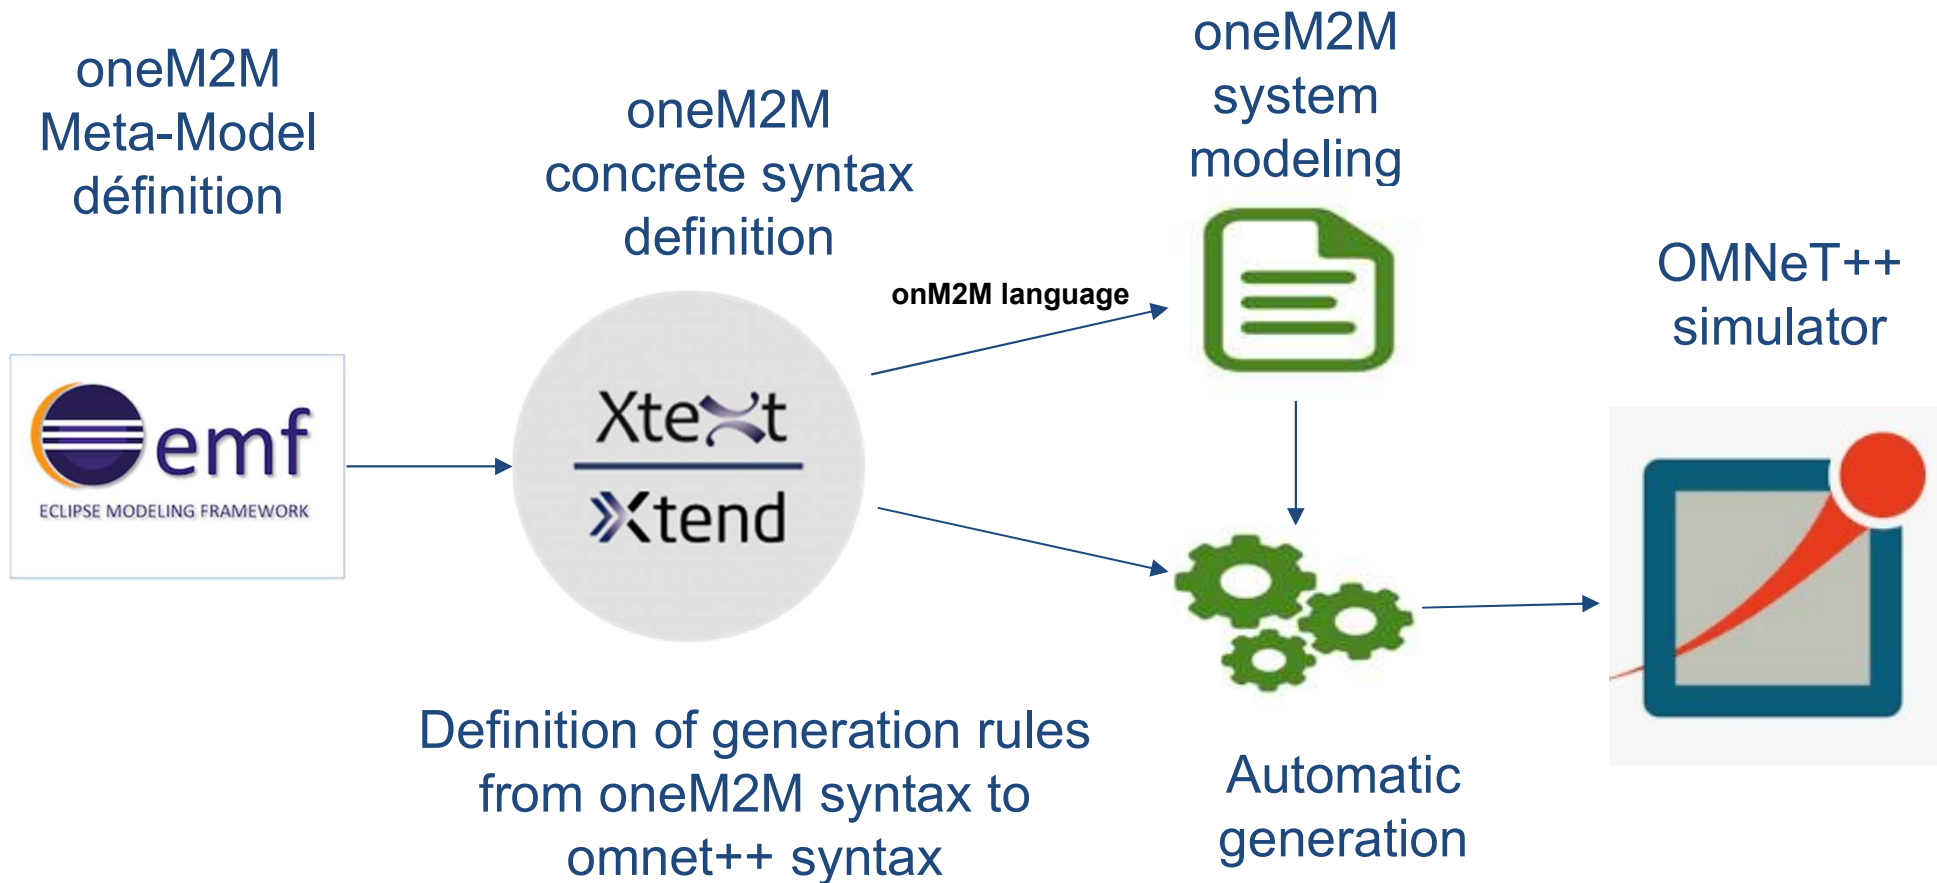 oneM2M
Meta-Model
définition
emf
ECLIPSE MODELING FRAMEWORK
oneM2M
concrete syntax
definition
Xtext
Xtend
Definition of generation rules
from oneM2M syntax to
omnet++ syntax
onM2M language
oneM2M
system
modeling
Automatic
generation
OMNeT++
simulator